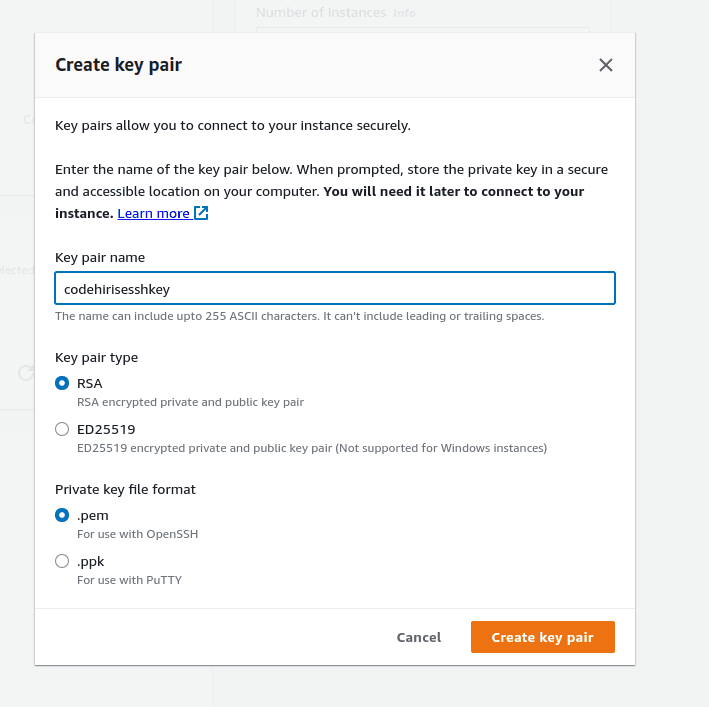 Number of instances Info
Create key pair
Key pairs allow you to connect to your instance securely.
Enter the name of the key pair below. When prompted, store the private key in a secure
and accessible location on your computer. You will need it later to connect to your
instance. Learn more
Key pair name
codehirisesshkey
The name can include upto 255 ASCII characters. It can't include leading or trailing spaces.
Key pair type
RSA
RSA encrypted private and public key pair
ED25519
ED25519 encrypted private and public key pair (Not supported for Windows instances)
Private key file format
.pem
For use with OpenSSH
.ppk
For use with PuTTY
Cancel
Create key pair